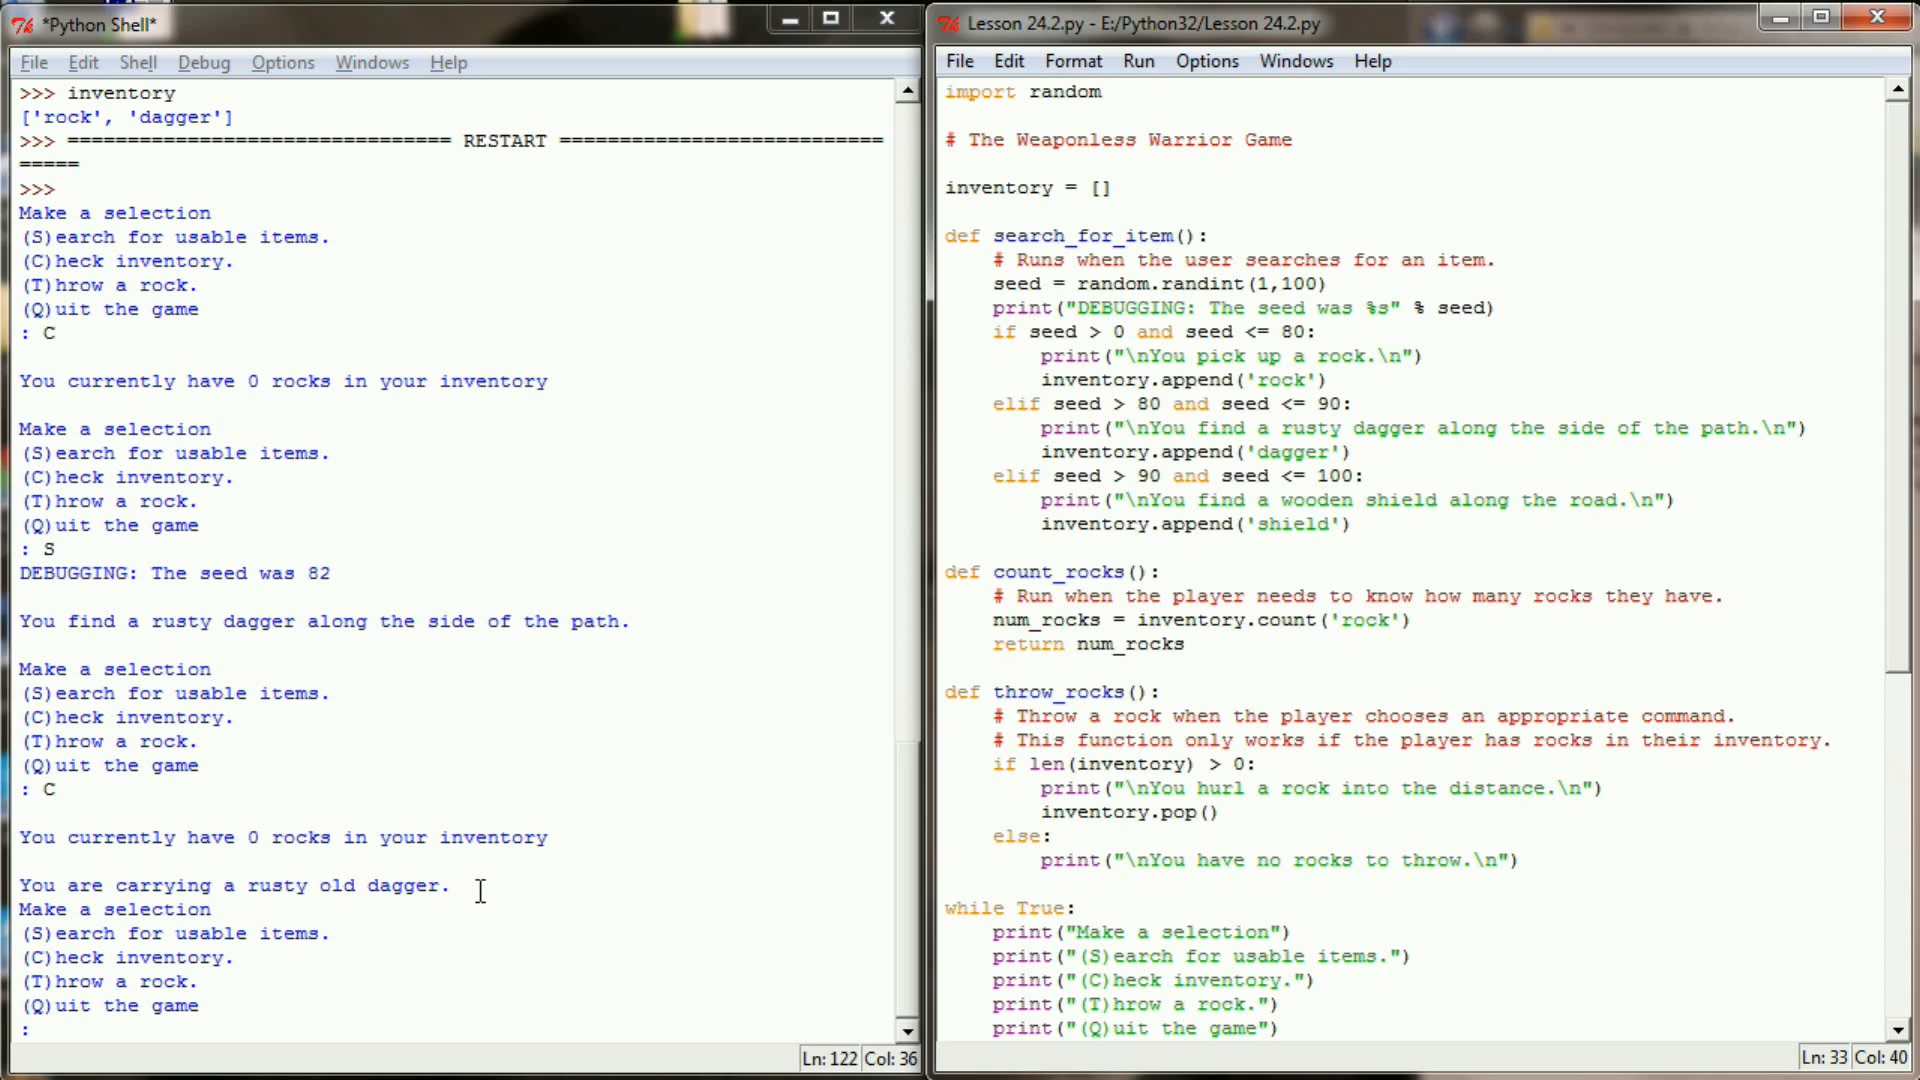 *Python Shell*
File Edit Shell Debug Options Windows Help
>>> inventory
['rock', 'dagger']
>>> ================================ RESTART ===========================
=====
>>>
Make a selection
(S)earch for usable items.
(C)heck inventory.
(T)hrow a rock.
(Q)uit the game
: C
You currently have 0 rocks in your inventory
Make a selection
(S)earch for usable items.
(C)heck inventory.
(T)hrow a rock.
(Q)uit the game
: S
DEBUGGING: The seed was 82
You find a rusty dagger along the side of the path.
Make a selection
(S)earch for usable items.
(C)heck inventory.
(T)hrow a rock.
(Q)uit the game
: C
You currently have 0 rocks in your inventory
You are carrying a rusty old dagger.
Make a selection
(S)earch for usable items.
(C)heck inventory.
(T)hrow a rock.
(Q)uit the game
:
Ln: 122 Col: 36
Lesson 24.2.py - E:/Python32/Lesson 24.2.py
File Edit Format Run Options Windows Help
import random
# The Weaponless Warrior Game
inventory = []
def search_for_item():
    # Runs when the user searches for an item.
    seed = random.randint(1,100)
    print("DEBUGGING: The seed was %s" % seed)
    if seed > 0 and seed <= 80:
        print("\nYou pick up a rock.\n")
        inventory.append('rock')
    elif seed > 80 and seed <= 90:
        print("\nYou find a rusty dagger along the side of the path.\n")
        inventory.append('dagger')
    elif seed > 90 and seed <= 100:
        print("\nYou find a wooden shield along the road.\n")
        inventory.append('shield')
def count_rocks():
    # Run when the player needs to know how many rocks they have.
    num_rocks = inventory.count('rock')
    return num_rocks
def throw_rocks():
    # Throw a rock when the player chooses an appropriate command.
    # This function only works if the player has rocks in their inventory.
    if len(inventory) > 0:
        print("\nYou hurl a rock into the distance.\n")
        inventory.pop()
    else:
        print("\nYou have no rocks to throw.\n")
while True:
    print("Make a selection")
    print("(S)earch for usable items.")
    print("(C)heck inventory.")
    print("(T)hrow a rock.")
    print("(Q)uit the game")
Ln: 33 Col: 40